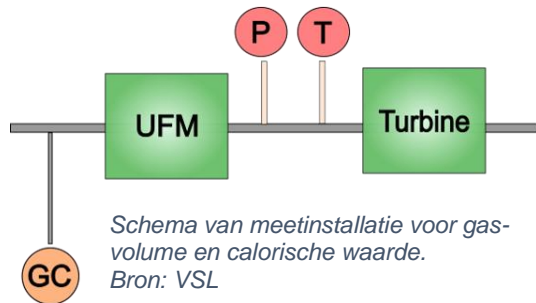 P T
UFM Turbine
GC
Schema van meetinstallatie voor gas-
volume en calorische waarde.
Bron: VSL